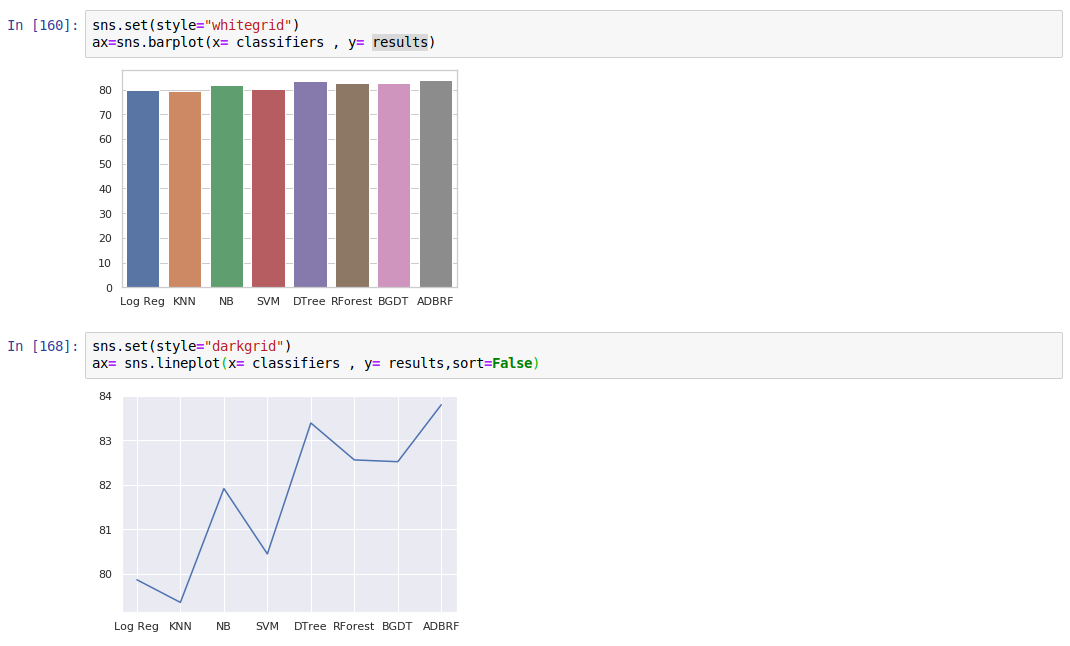 In [160]: sns.set(style="whitegrid")
ax=sns.barplot(x= classifiers , y= results)
80
70
60
50
40
30
20
10
0
Log Reg KNN NB SVM DTree RForest BGDT ADBRF
In [168]: sns.set(style="darkgrid")
ax= sns.lineplot(x= classifiers , y= results,sort=False)
84
83
82
81
80
Log Reg KNN NB SVM DTree RForest BGDT ADBRF